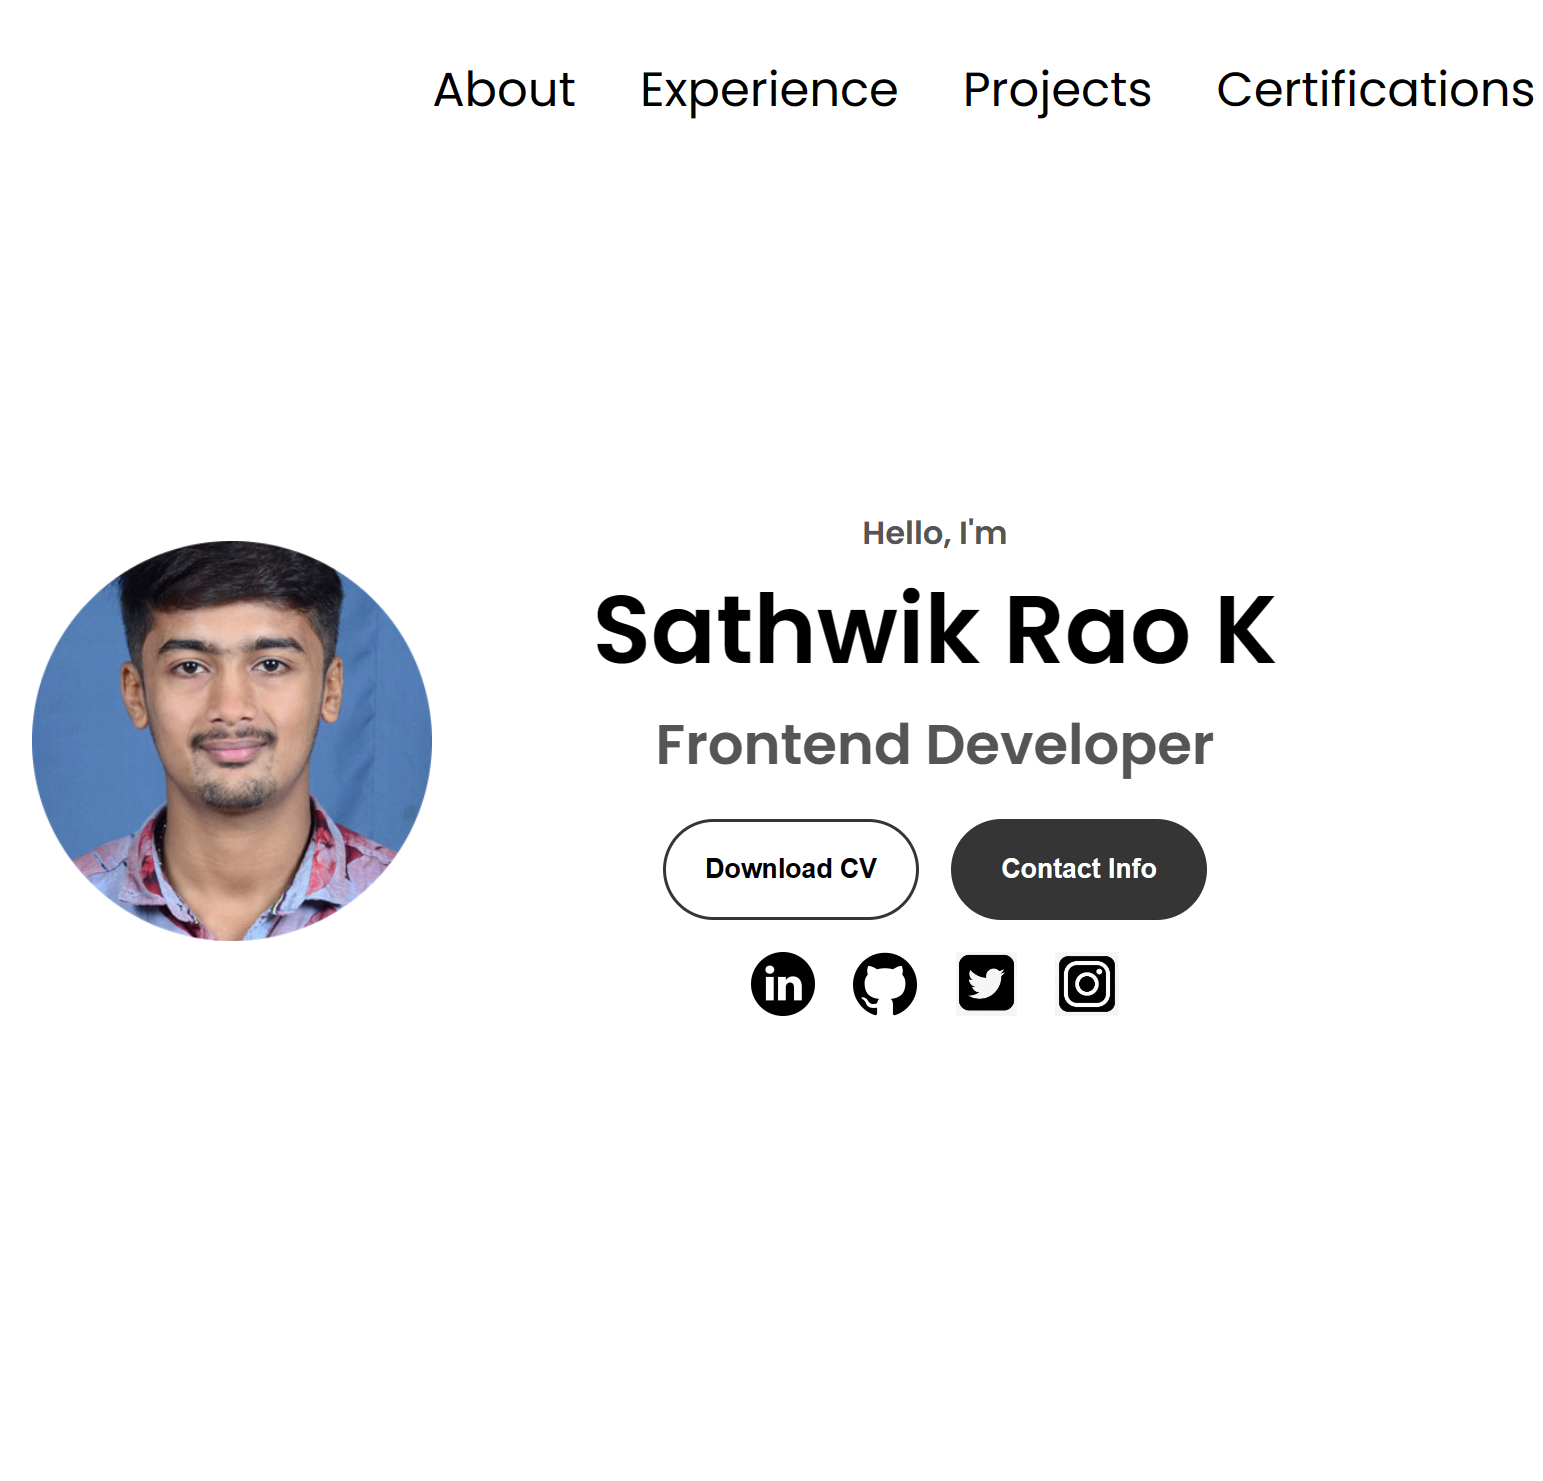 About Experience Projects Certifications
Hello, I'm
Sathwik Rao K
Frontend Developer
Download CV Contact Info
in